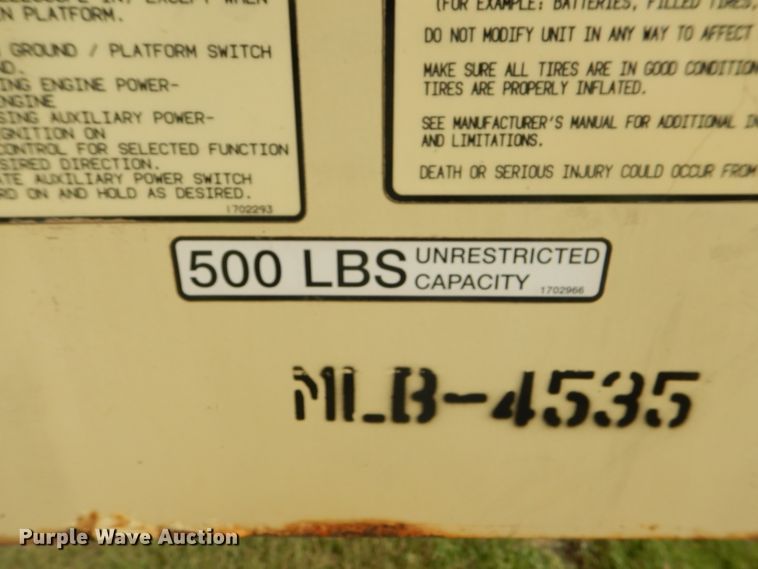 N PLATFORM.
GROUND / PLATFORM SWITCH
ND.
ING ENGINE POWER-
ENGINE
SING AUXILIARY POWER-
GNITION ON
CONTROL FOR SELECTED FUNCTION
ESIRED DIRECTION.
ATE AUXILIARY POWER SWITCH
RD ON AND HOLD AS DESIRED.
1702293
(FOR EXAMPLE: BATTERIES, FILLED TIRES,
DO NOT MODIFY UNIT IN ANY WAY TO AFFECT
MAKE SURE ALL TIRES ARE IN GOOD CONDITION
TIRES ARE PROPERLY INFLATED.
SEE MANUFACTURER'S MANUAL FOR ADDITIONAL IN
AND LIMITATIONS.
DEATH OR SERIOUS INJURY COULD OCCUR FROM
500 LBS UNRESTRICTED
CAPACITY
1702966
MLB-4535
Purple Wave Auction